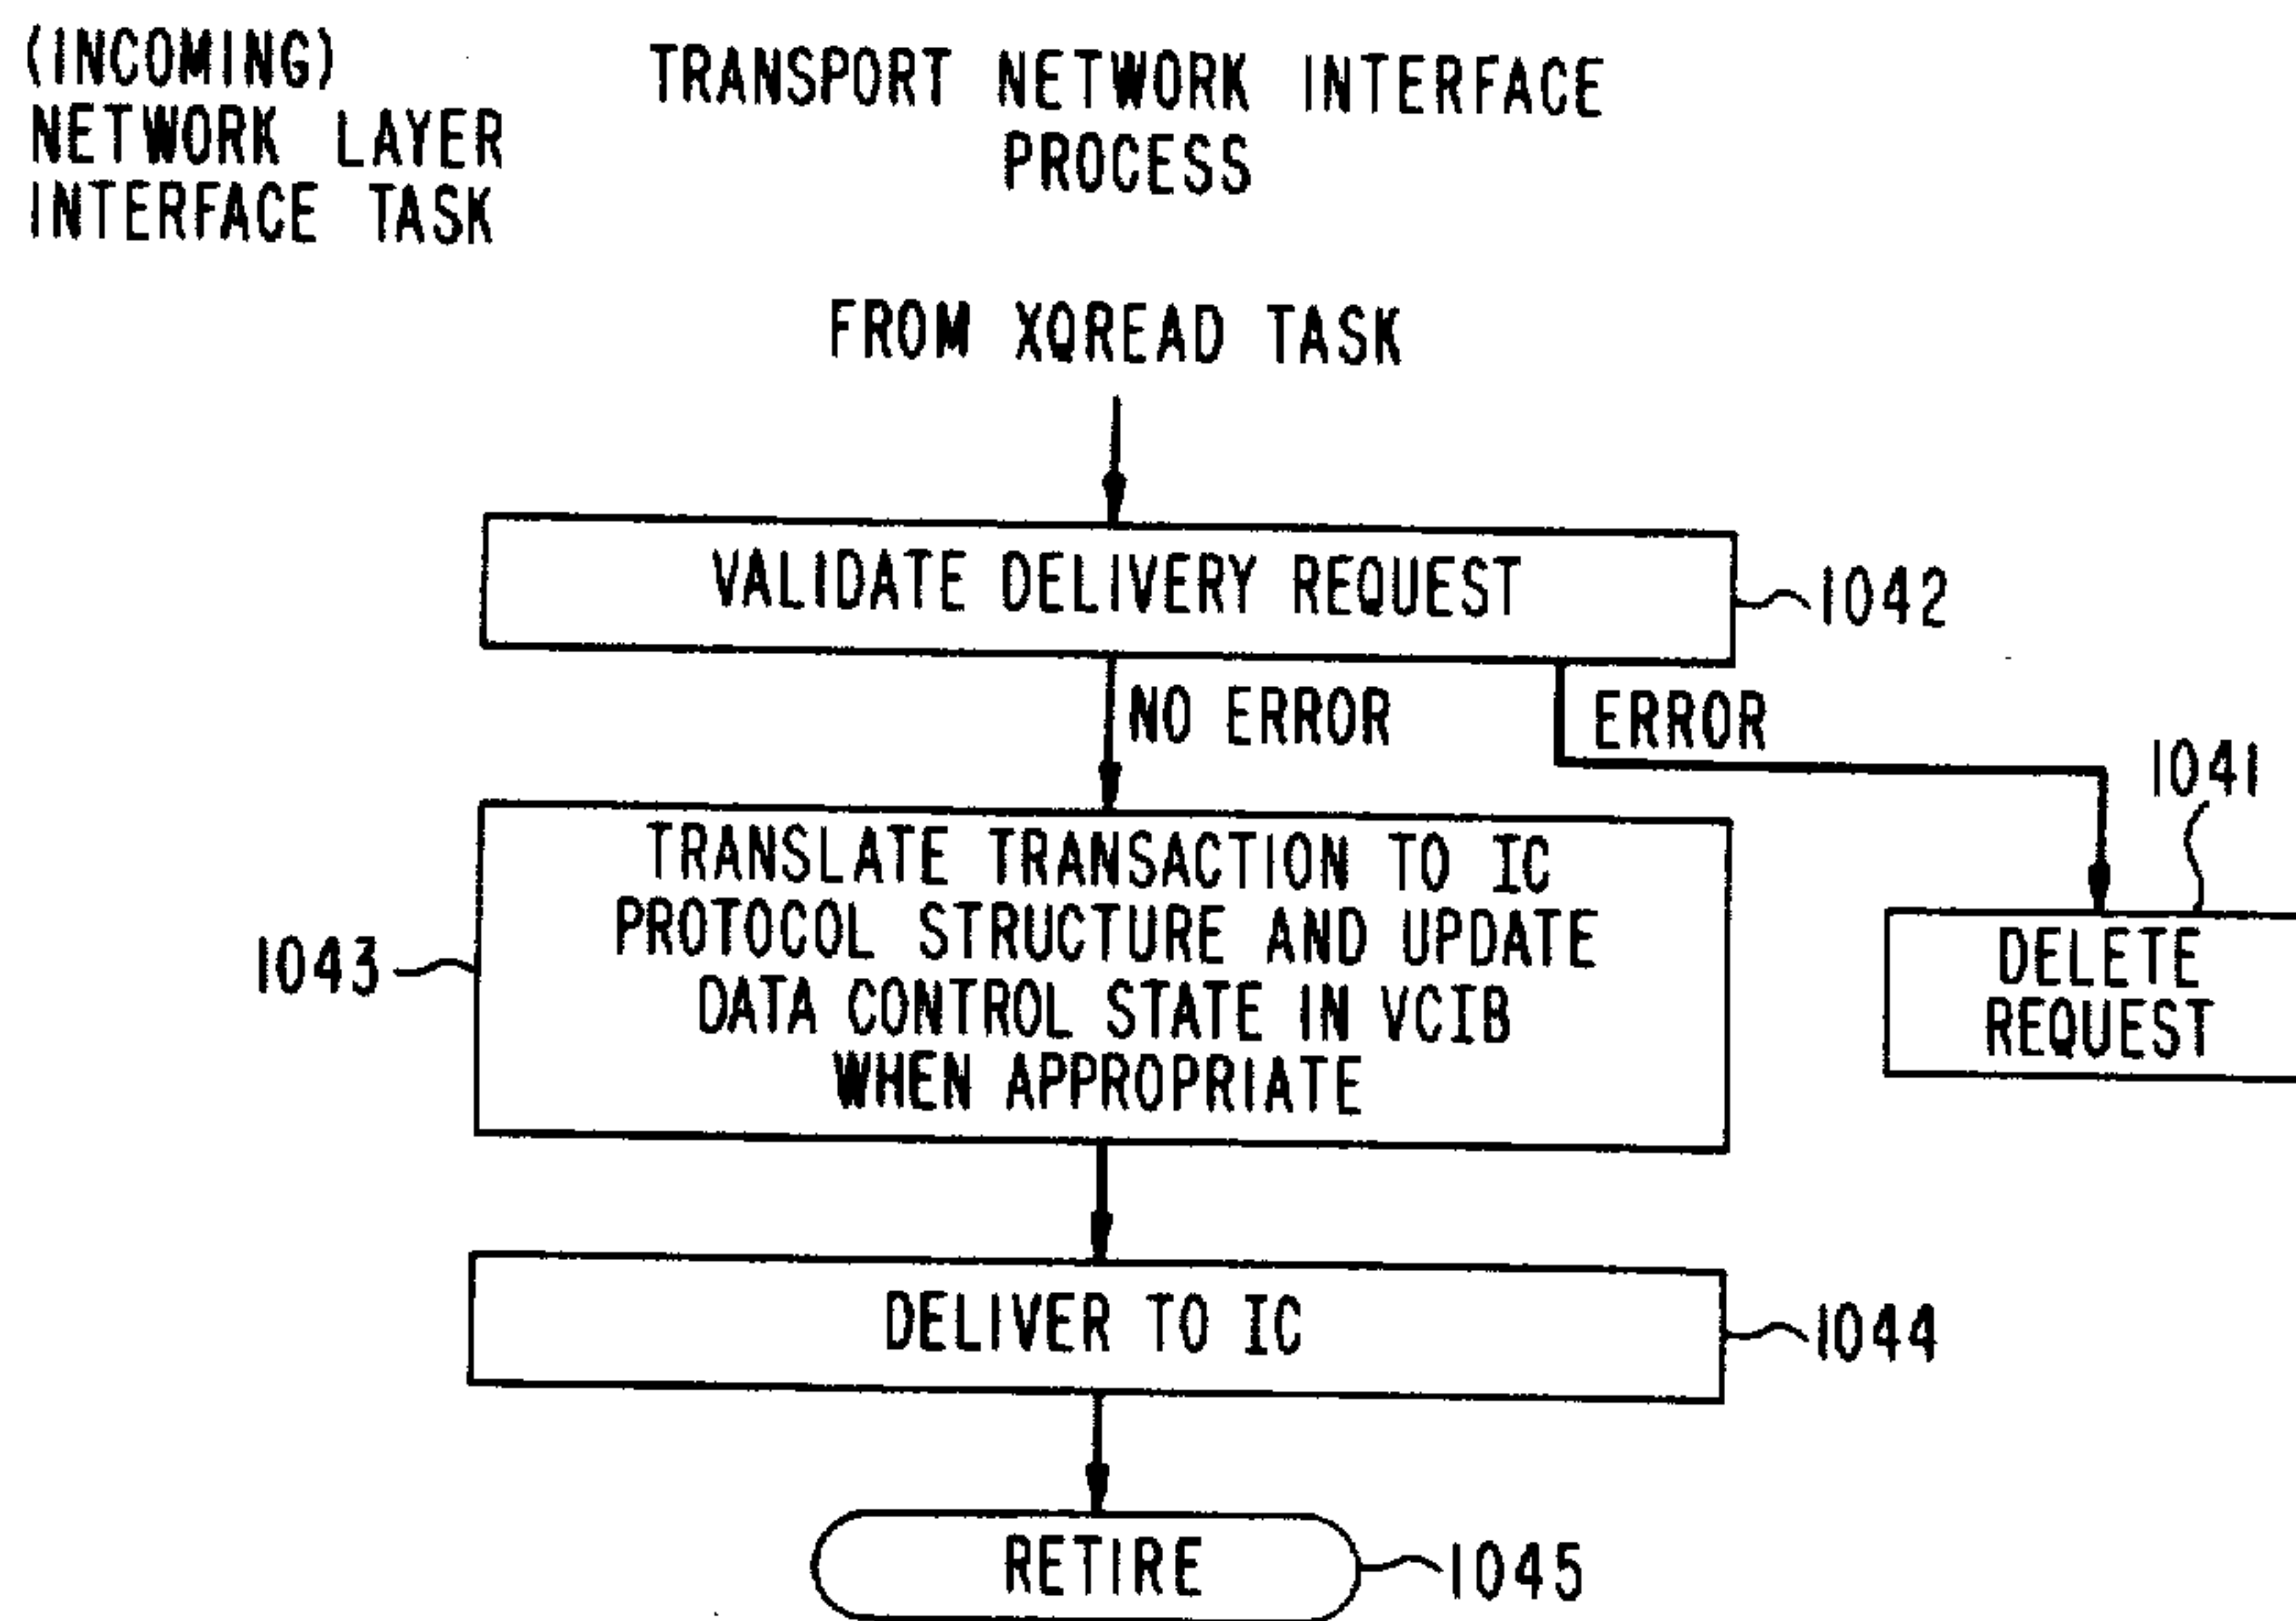 (INCOMING)
NETWORK LAYER
INTERFACE TASK
TRANSPORT NETWORK INTERFACE
PROCESS
FROM XQREAD TASK
VALIDATE DELIVERY REQUEST
1042
NO ERROR
ERROR
1041
TRANSLATE TRANSACTION TO IC
PROTOCOL STRUCTURE AND UPDATE
DATA CONTROL STATE IN VCIB
WHEN APPROPRIATE
1043
DELETE
REQUEST
DELIVER TO IC
1044
RETIRE
1045